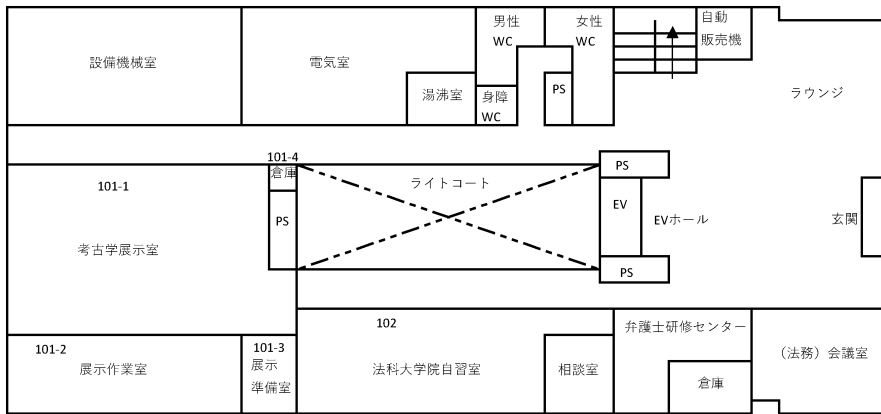 設備機械室
電気室
湯沸室
男性
WC
身障
WC
女性
WC
PS
自動
販売機
ラウンジ
101-1
考古学展示室
101-4
倉庫
PS
ライトコート
PS
EV
PS
EVホール
玄関
101-2
展示作業室
101-3
展示
準備室
102
法科大学院自習室
相談室
弁護士研修センター
倉庫
（法務）会議室